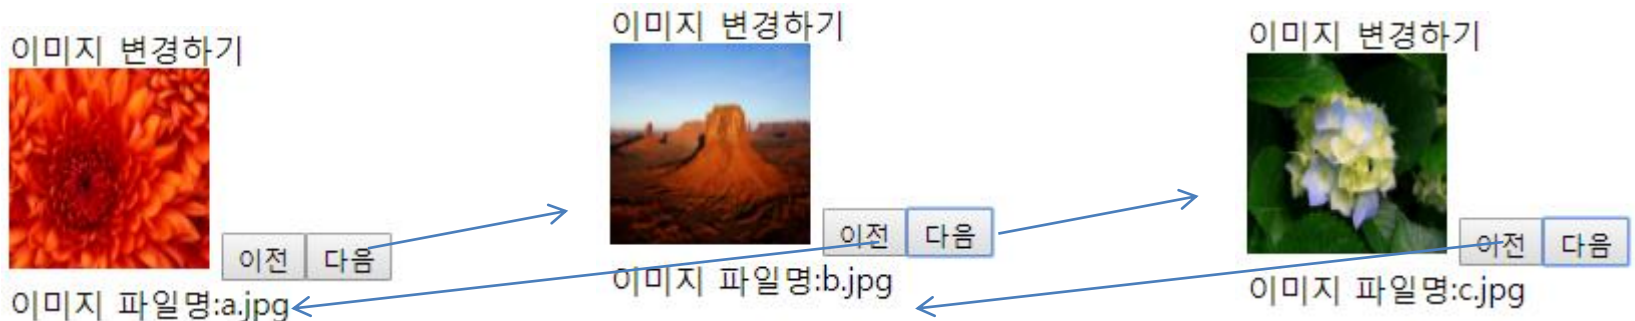 이미지 변경하기
이전 다음
이미지 파일명:a.jpg
이미지 변경하기
이전 다음
이미지 파일명:b.jpg
이미지 변경하기
이전 다음
이미지 파일명:c.jpg